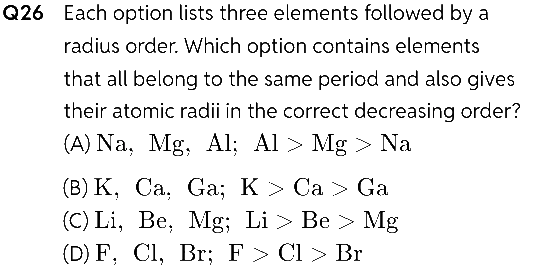 Q26 Each option lists three elements followed by a
radius order. Which option contains elements
that all belong to the same period and also gives
their atomic radii in the correct decreasing order?
(A) Na, Mg, Al; Al > Mg > Na
(B) K, Ca, Ga; K > Ca > Ga
(C) Li, Be, Mg; Li > Be > Mg
(D) F, Cl, Br; F > Cl > Br